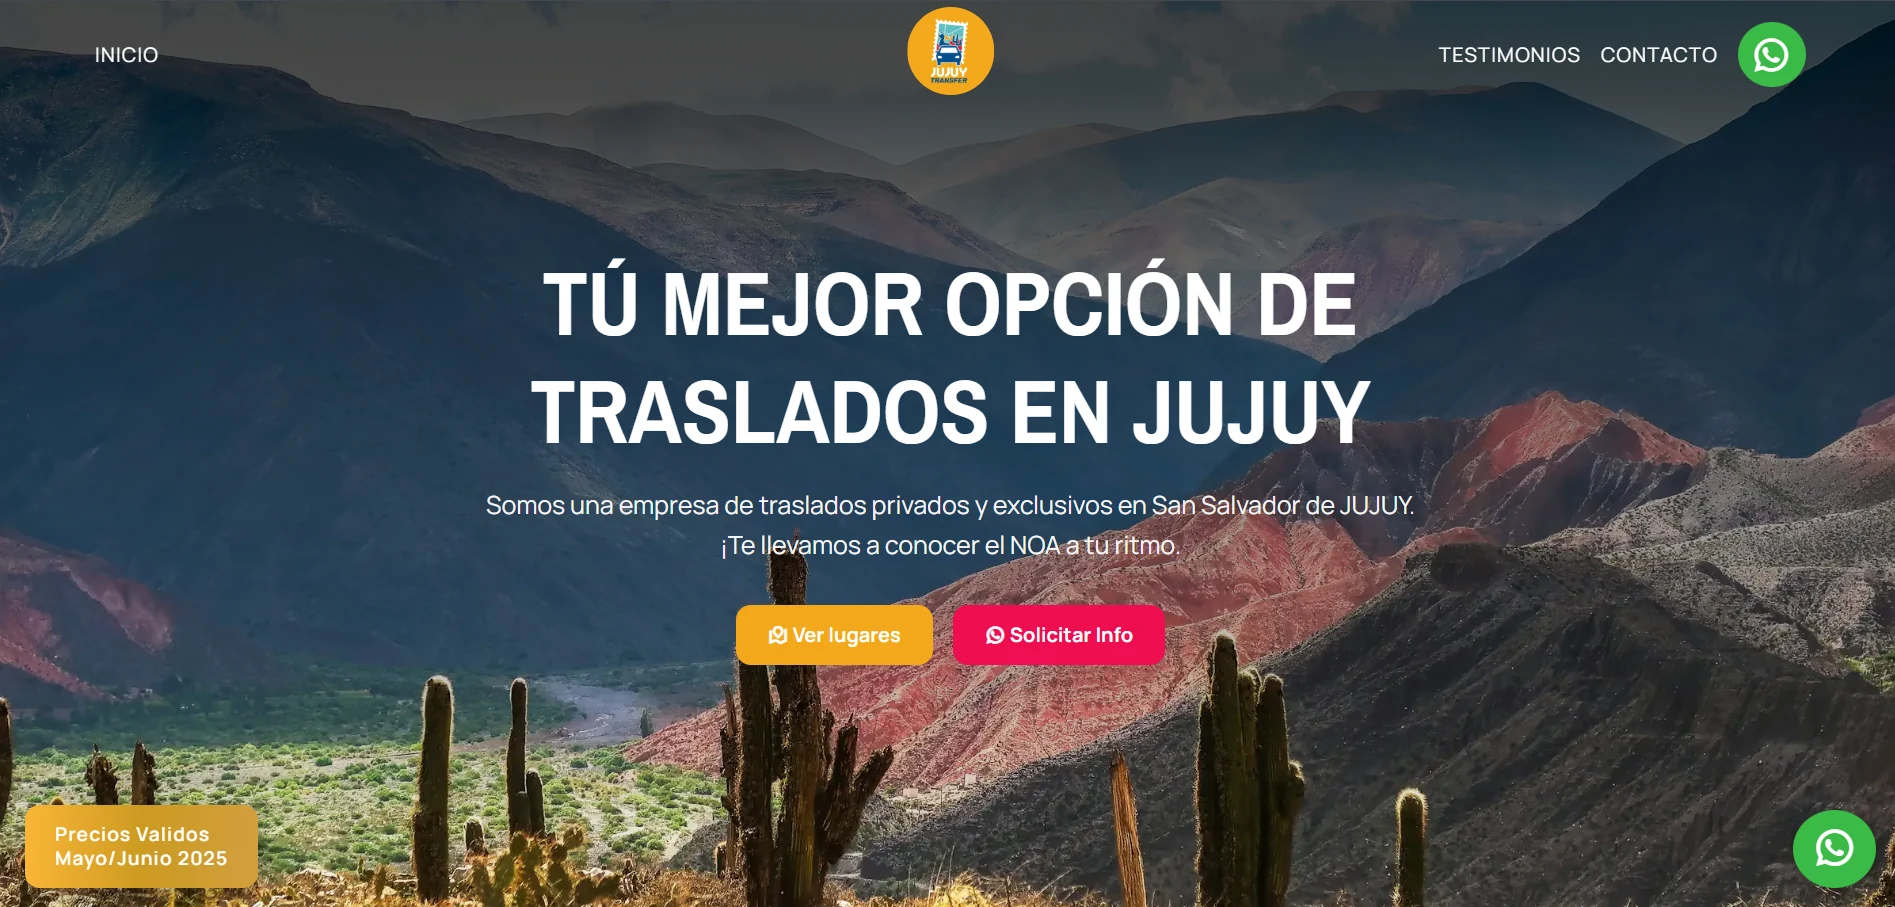 INICIO
JUJUY
TRANSFER
TESTIMONIOS
CONTACTO
TÚ MEJOR OPCIÓN DE
TRASLADOS EN JUJUY
Somos una empresa de traslados privados y exclusivos en San Salvador de JUJUY.
¡Te llevamos a conocer el NOA a tu ritmo.
Ver lugares
Solicitar Info
Precios Validos
Mayo/Junio 2025